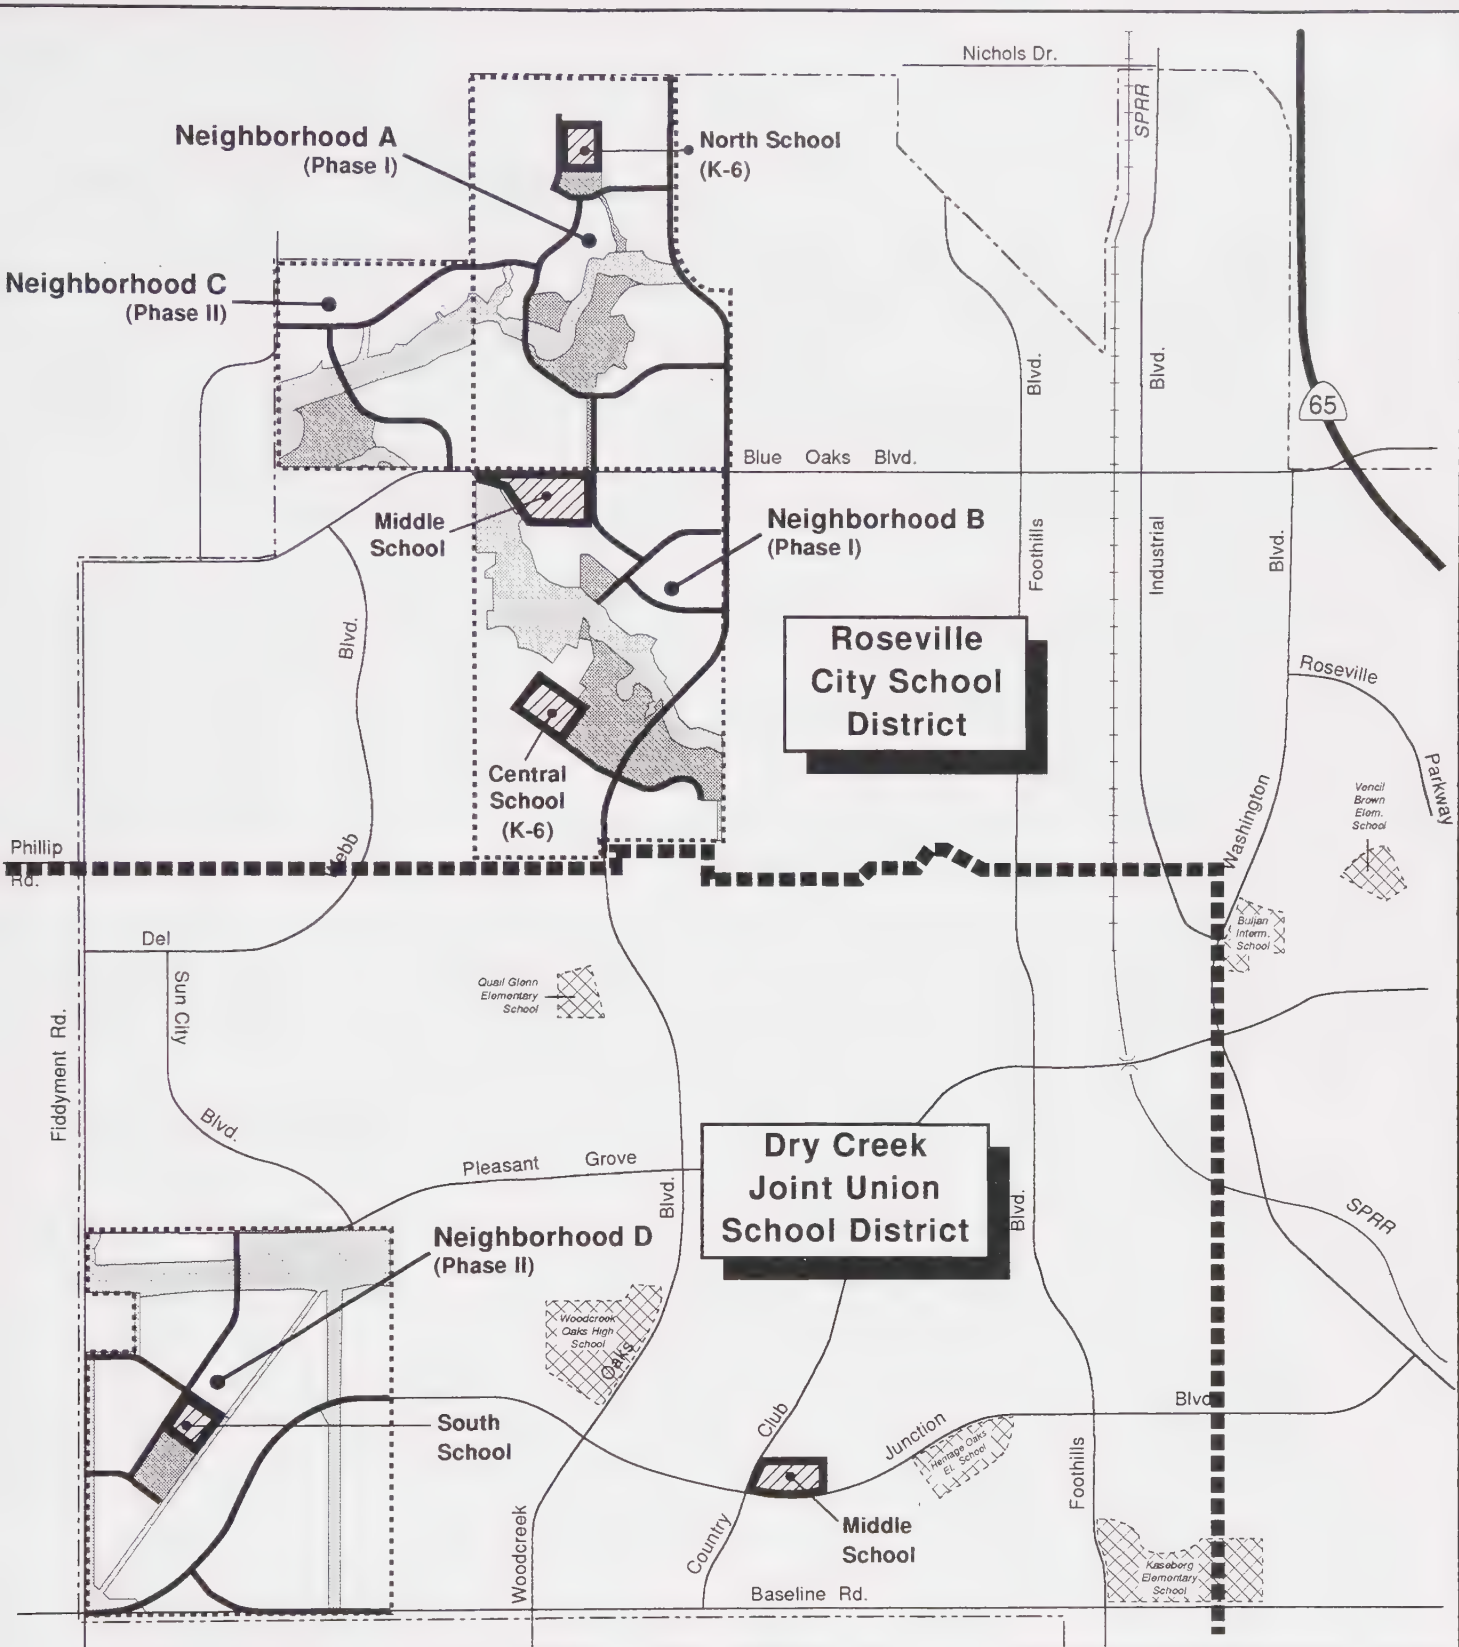 Nichols Dr.
SPRR
Neighborhood A
(Phase I)
North School
(K-6)
Neighborhood C
(Phase II)
Blvd.
Blvd.
65
Blue Oaks Blvd.
Middle
School
Neighborhood B
(Phase I)
Foothills
Industrial
Blvd.
Blvd.
Roseville
City School
District
Roseville
Parkway
Central
School
(K-6)
Washington
Vencil
Brown
Elem.
School
Phillip
Rd.
Webb
Del
Buljan
Interm.
School
Sun City
Quail Glenn
Elementary
School
Fiddyment Rd.
Blvd.
Dry Creek
Joint Union
School District
Pleasant Grove
Blvd.
Blvd.
SPRR
Neighborhood D
(Phase II)
Woodcreek
Oaks High
School
Oaks
Blvd.
South
School
Club
Junction
Heritage Oaks
El. School
Foothills
Middle
School
Woodcreek
Country
Baseline Rd.
Kaseberg
Elementary
School